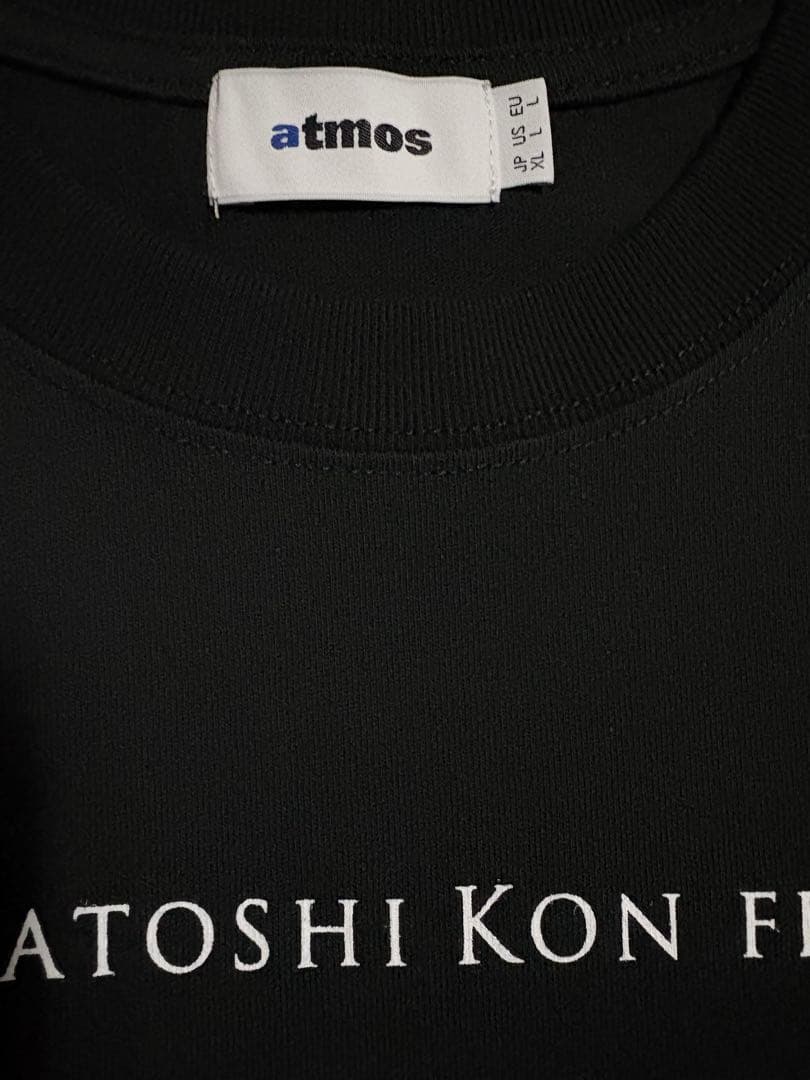 atmos
JP US EU
XL L L
ATOSHI KON FI